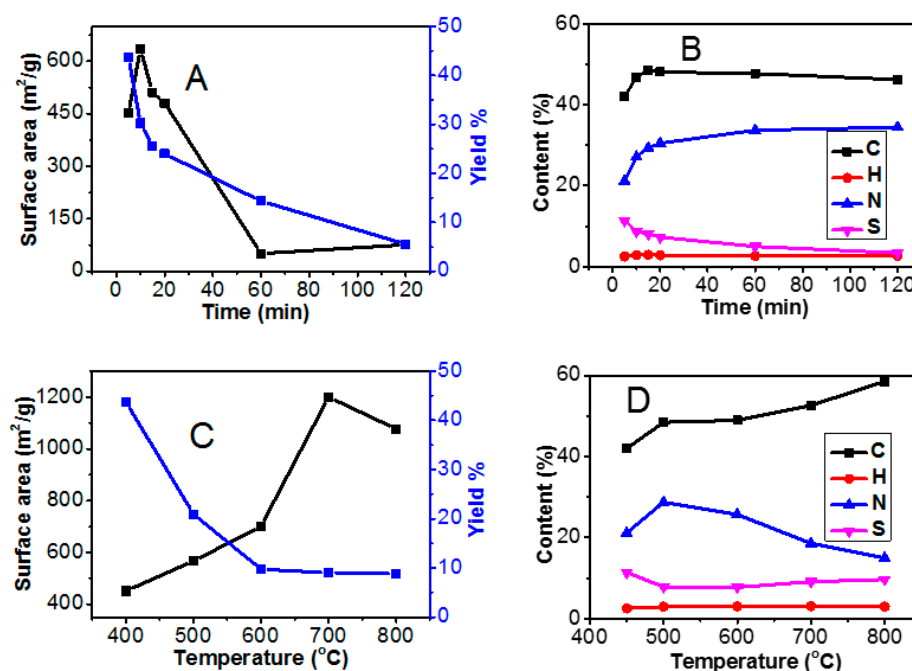 A
Surface area (m²/g)
600
450
300
150
0
Yield %
50
40
30
20
10
0
0 20 40 60 80 100 120
Time (min)
B
Content (%)
60
40
20
0
C
H
N
S
0 20 40 60 80 100 120
Time (min)
C
Surface area (m²/g)
1200
1000
800
600
400
Yield %
50
40
30
20
10
0
400 500 600 700 800
Temperature (°C)
D
Content (%)
60
40
20
0
C
H
N
S
400 500 600 700 800
Temperature (°C)